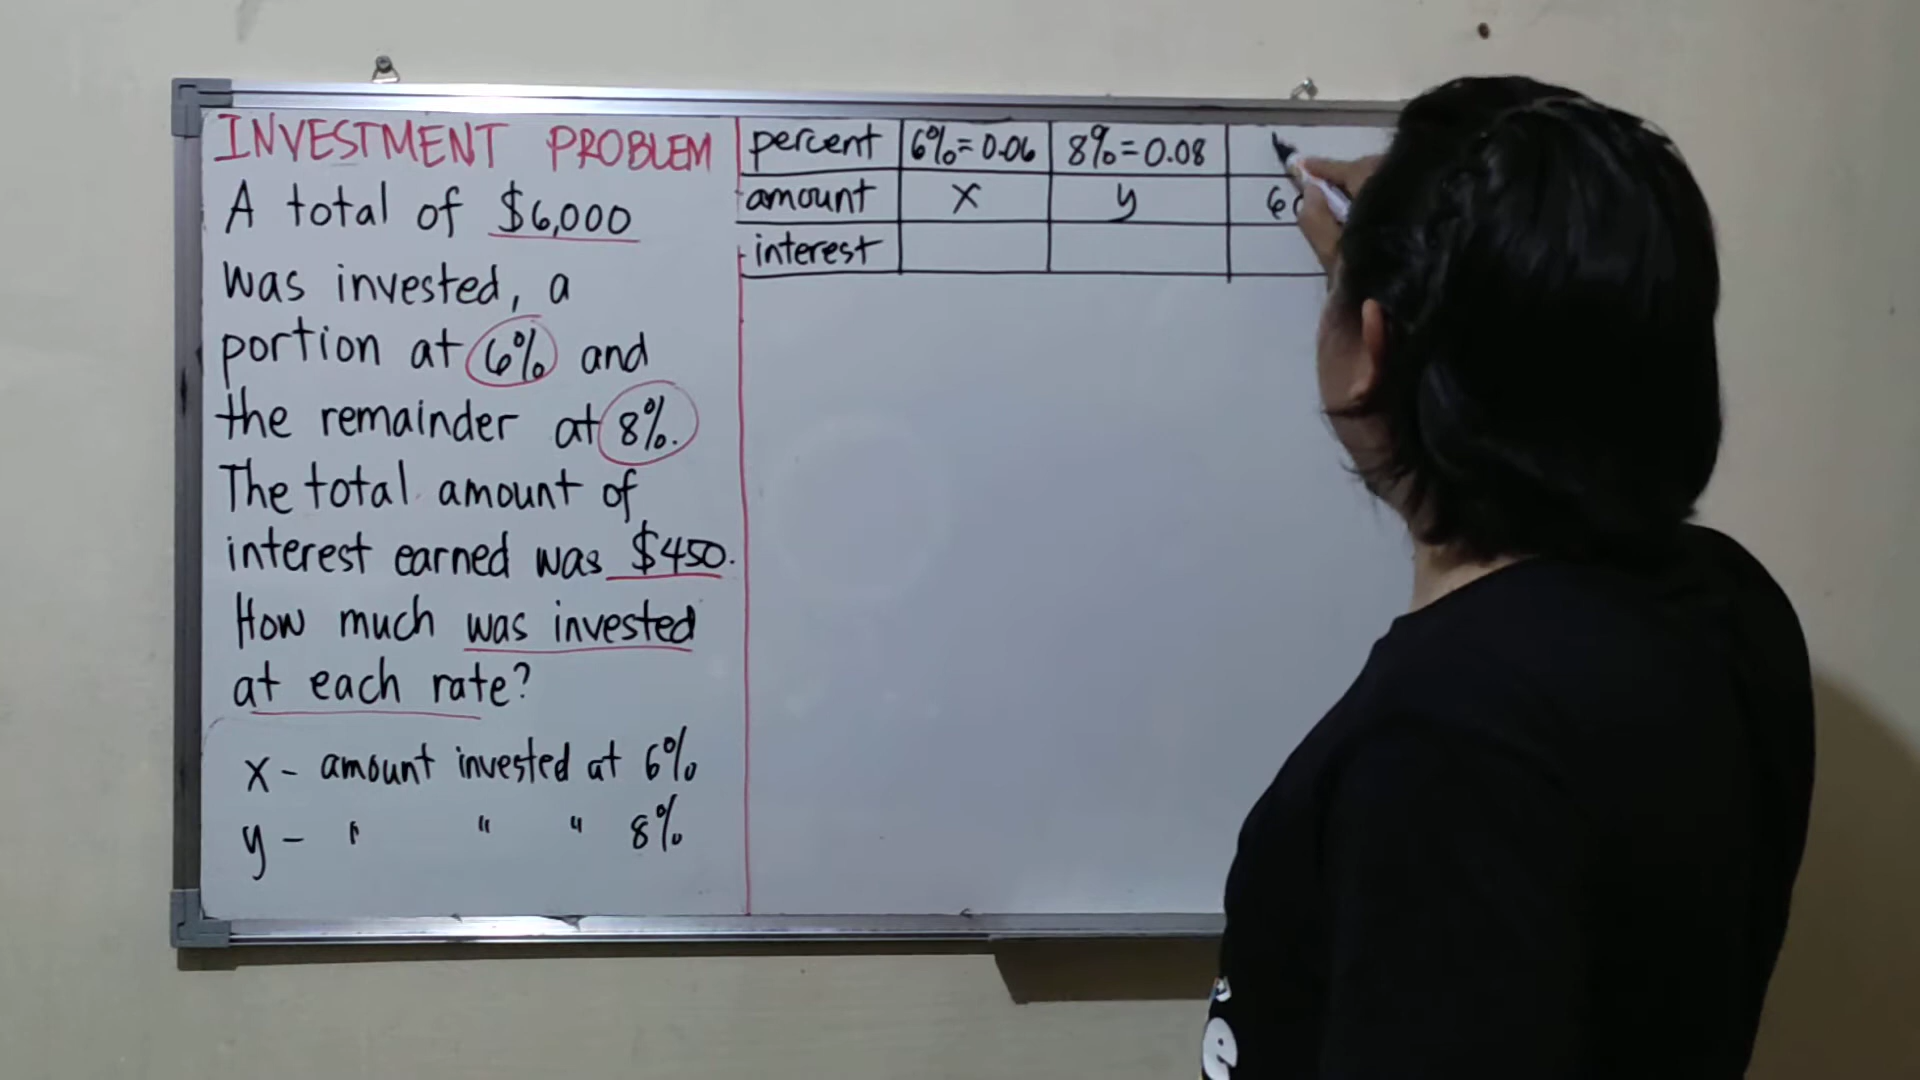 INVESTMENT PROBLEM
A total of $6,000
was invested, a
portion at 6% and
the remainder at 8%.
The total amount of
interest earned was $450.
How much was invested
at each rate?
x - amount invested at 6%
y - " " " 8%
percent 6%=0.06 8%=0.08
amount x y
interest